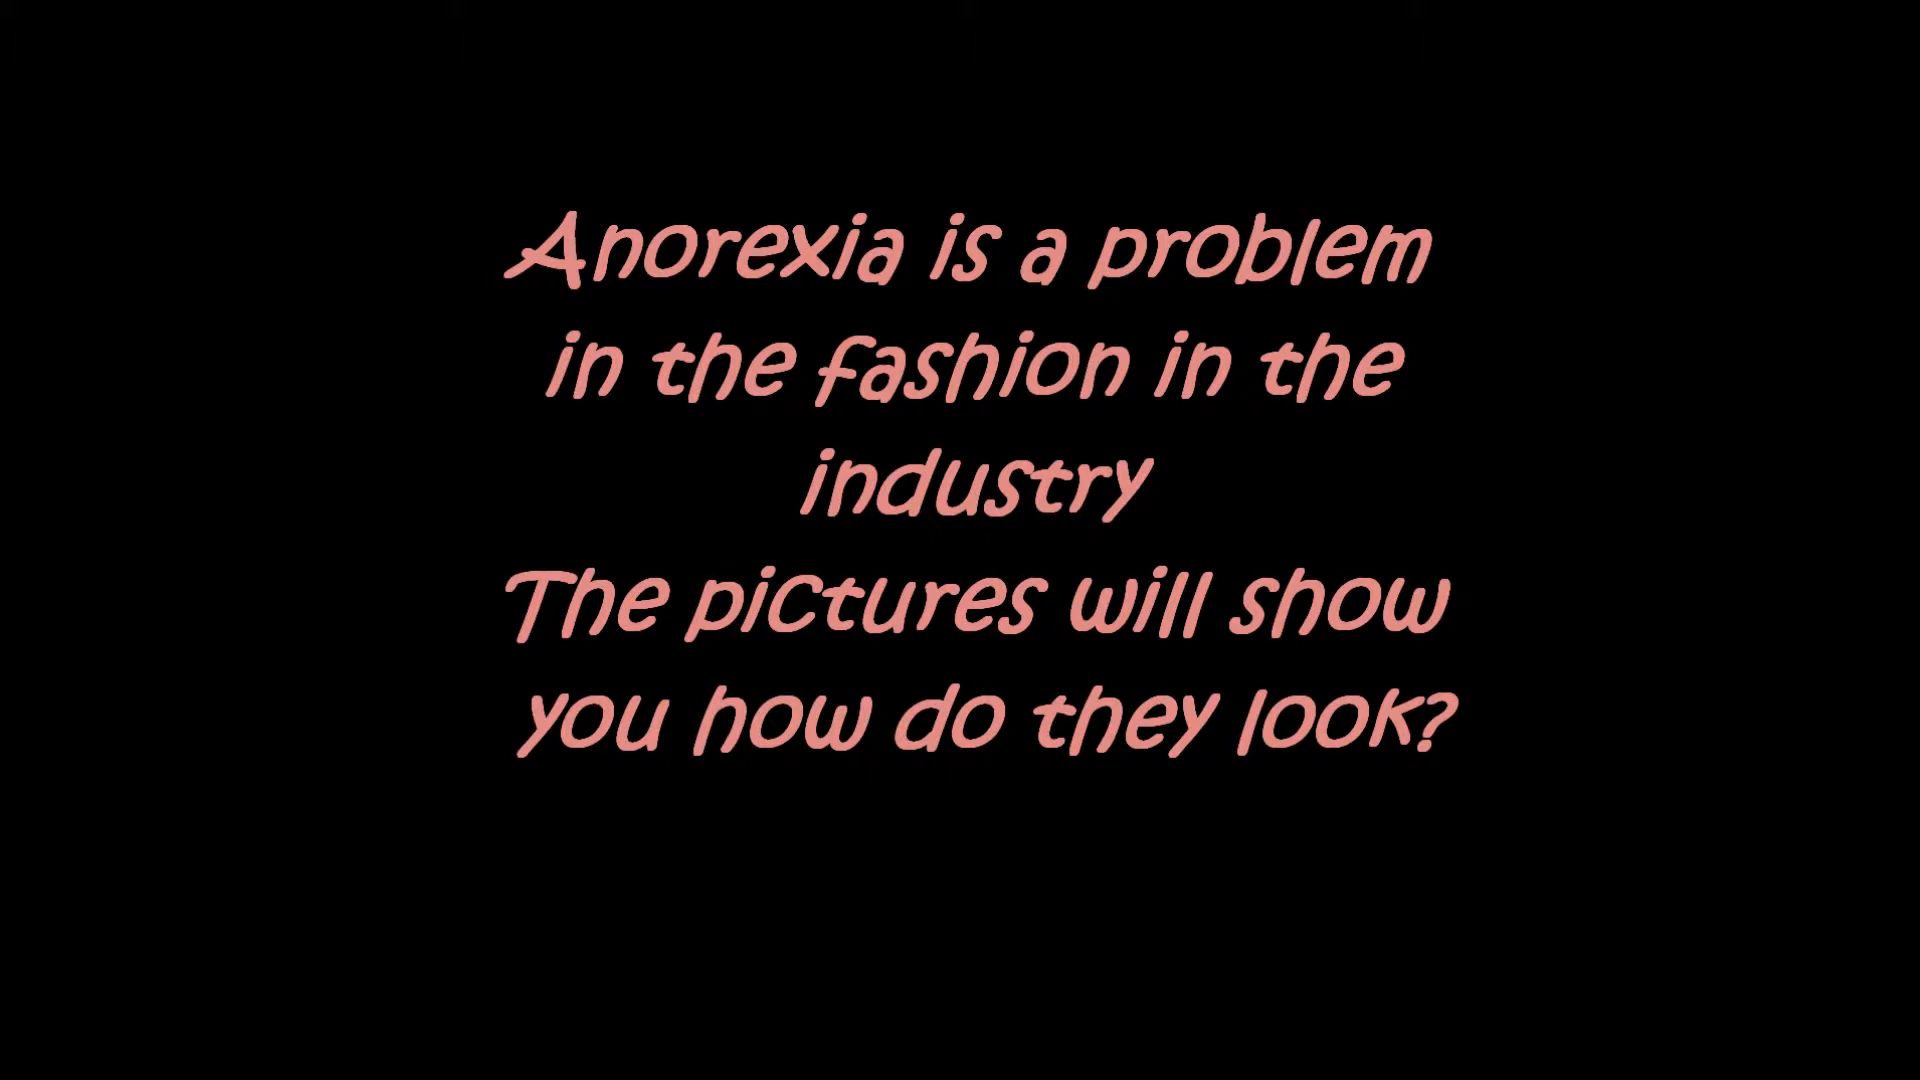 Anorexia is a problem
in the fashion in the
industry
The pictures will show
you how do they look?